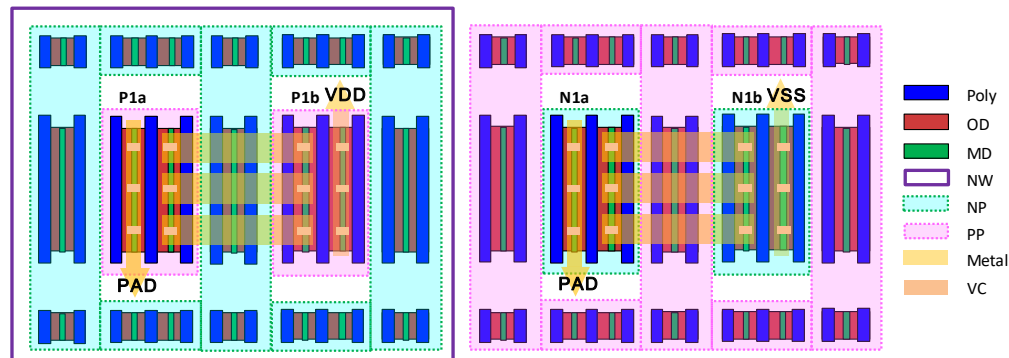 P1a
P1b VDD
PAD
N1a
N1b VSS
PAD
Poly
OD
MD
NW
NP
PP
Metal
VC